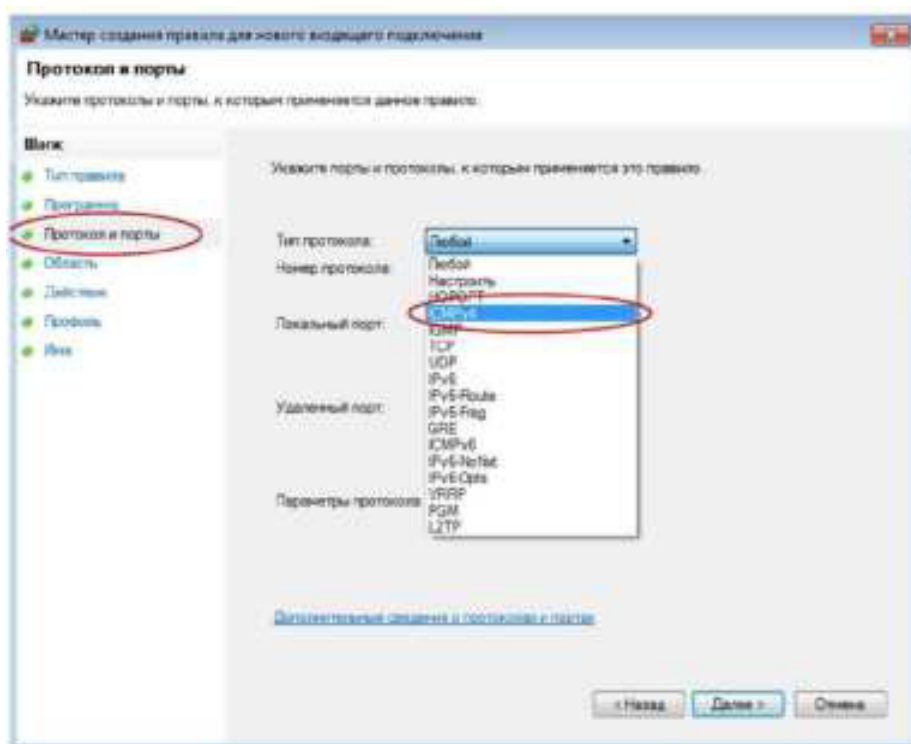 Мастер создания правила для нового входящего подключения
Протокол и порты
Укажите протоколы и порты, к которым применяется данное правило.
Шаги:
Тип правила
Программа
Протокол и порты
Область
Действие
Профиль
Имя
Укажите порты и протоколы, к которым применяется это правило.
Тип протокола:
Любой
Номер протокола:
Любой
Настроить
HOPOPT
ICMPv4
IGMP
Локальный порт:
TCP
UDP
IPv6
IPv6-Route
Удаленный порт:
IPv6-Frag
GRE
ICMPv6
IPv6-NoNxt
IPv6-Opts
Параметры протокола
VRRP
PGM
L2TP
Дополнительные сведения о протоколах и портах
< Назад
Далее >
Отмена